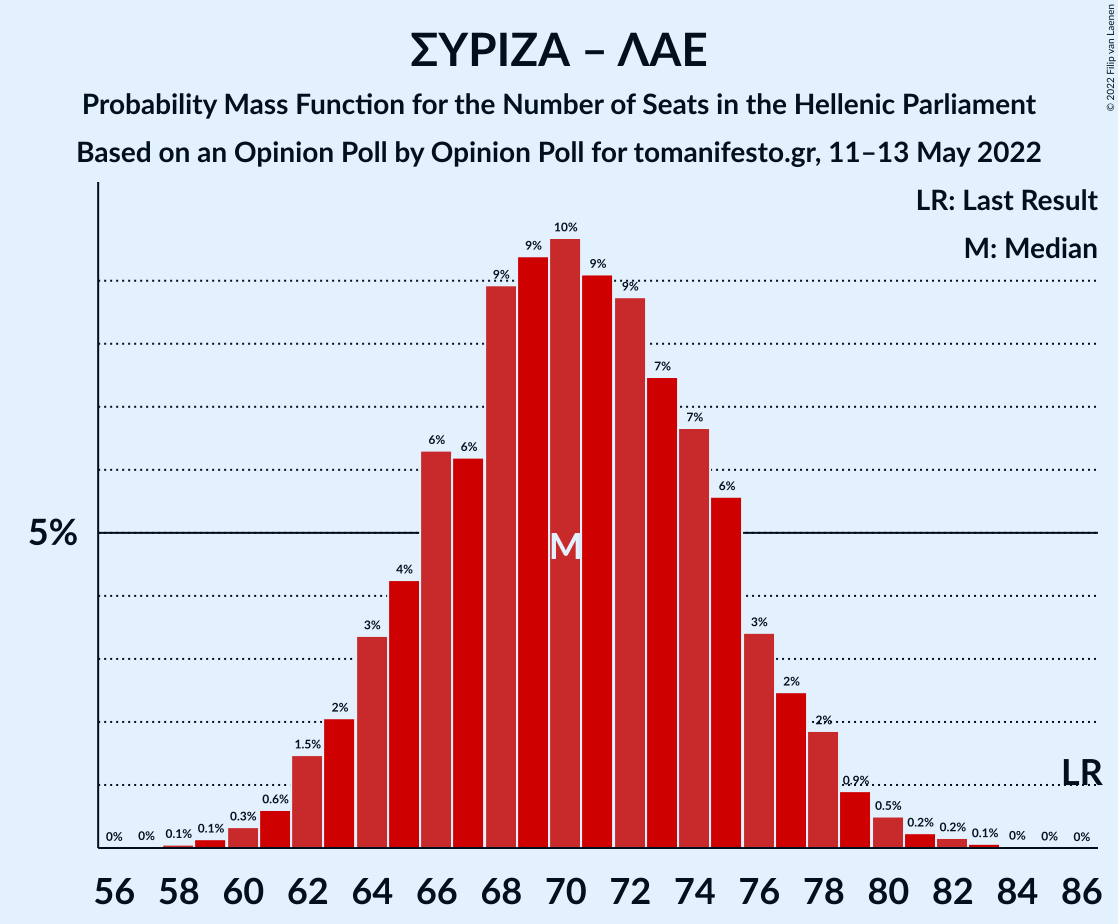 ΣΥΡΙΖΑ – ΛΑΕ
Probability Mass Function for the Number of Seats in the Hellenic Parliament
Based on an Opinion Poll by Opinion Poll for tomanifesto.gr, 11–13 May 2022
© 2022 Filip van Laenen
LR: Last Result
M: Median
5%
0% 0% 0.1% 0.1% 0.3% 0.6% 1.5% 2% 3% 4% 6% 6% 9% 9% 10% 9% 9% 7% 7% 6% 3% 2% 2% 0.9% 0.5% 0.2% 0.2% 0.1% 0% 0% 0%
M
LR
56 58 60 62 64 66 68 70 72 74 76 78 80 82 84 86